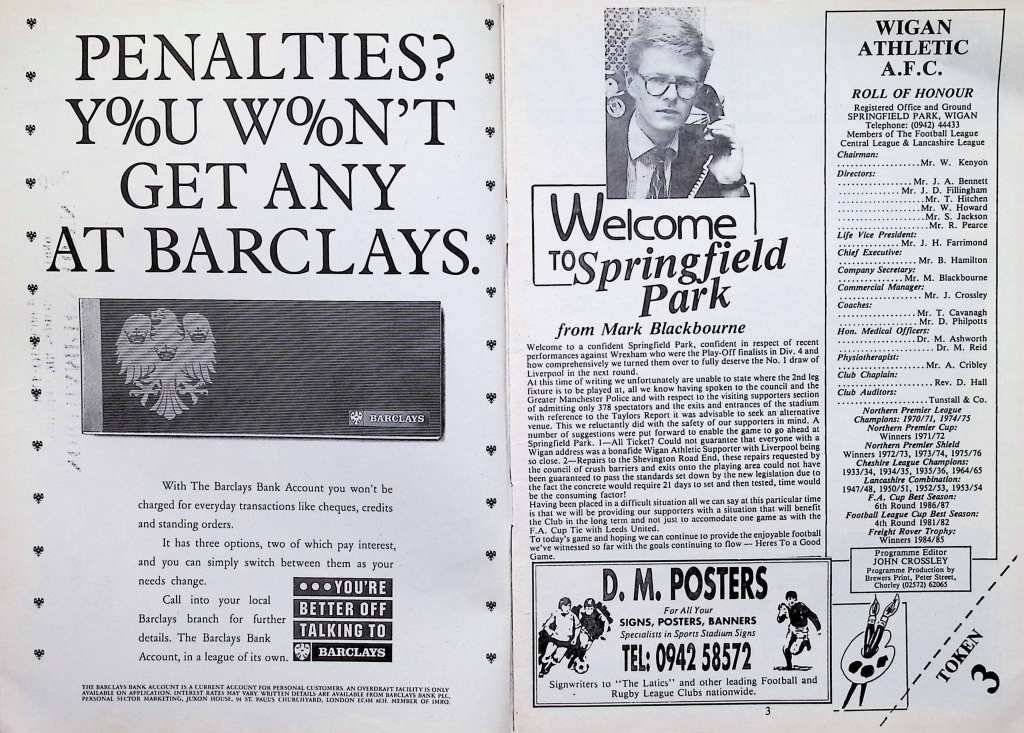 PENALTIES?
Y%U W%N'T
GET ANY
AT BARCLAYS.
BARCLAYS
With The Barclays Bank Account you won't be
charged for everyday transactions like cheques, credits
and standing orders.
It has three options, two of which pay interest,
and you can simply switch between them as your
needs change.
Call into your local
Barclays branch for further
details. The Barclays Bank
Account, in a league of its own.
•••YOU'RE
BETTER OFF
TALKING TO
BARCLAYS
THE BARCLAYS BANK ACCOUNT IS A CURRENT ACCOUNT FOR PERSONAL CUSTOMERS. AN OVERDRAFT FACILITY IS ONLY
AVAILABLE ON APPLICATION. INTEREST RATES MAY VARY. WRITTEN DETAILS ARE AVAILABLE FROM BARCLAYS BANK PLC,
PERSONAL SECTOR MARKETING, JUXON HOUSE, 94 ST. PAUL'S CHURCHYARD, LONDON EC4M 8EH. MEMBER OF IMRO.
Welcome
TO Springfield
Park
from Mark Blackbourne
Welcome to a confident Springfield Park, confident in respect of recent
performances against Wrexham who were the Play-Off finalists in Div. 4 and
how comprehensively we turned them over to fully deserve the No. 1 draw of
Liverpool in the next round.
At this time of writing we unfortunately are unable to state where the 2nd leg
fixture is to be played at, all we know having spoken to the council and the
Greater Manchester Police and with respect to the visiting supporters section
of admitting only 378 spectators and the exits and entrances of the stadium
with reference to the Taylors Report it was advisable to seek an alternative
venue. This we reluctantly did with the safety of our supporters in mind. A
number of suggestions were put forward to enable the game to go ahead at
Springfield Park. 1—All Ticket? Could not guarantee that everyone with a
Wigan address was a bonafide Wigan Athletic Supporter with Liverpool being
so close. 2—Repairs to the Shevington Road End, these repairs requested by
the council of crush barriers and exits onto the playing area could not have
been guaranteed to pass the standards set down by the new legislation due to
the fact the concrete would require 21 days to set and then tested, time would
be the consuming factor!
Having been placed in a difficult situation all we can say at this particular time
is that we will be providing our supporters with a situation that will benefit
the Club in the long term and not just to accomodate one game as with the
F.A. Cup Tie with Leeds United.
To today's game and hoping we can continue to provide the enjoyable football
we've witnessed so far with the goals continuing to flow — Heres To a Good
Game.
D. M. POSTERS
For All Your
SIGNS, POSTERS, BANNERS
Specialists in Sports Stadium Signs
TEL: 0942 58572
Signwriters to "The Latics" and other leading Football and
Rugby League Clubs nationwide.
3
WIGAN
ATHLETIC
A.F.C.
ROLL OF HONOUR
Registered Office and Ground
SPRINGFIELD PARK, WIGAN
Telephone: (0942) 44433
Members of The Football League
Central League & Lancashire League
Chairman:
....................Mr. W. Kenyon
Directors:
..................Mr. J. A. Bennett
...............Mr. J. D. Fillingham
.....................Mr. T. Hitchen
....................Mr. W. Howard
.....................Mr. S. Jackson
......................Mr. R. Pearce
Life Vice President:
...............Mr. J. H. Farrimond
Chief Executive:
...................Mr. B. Hamilton
Company Secretary:
................Mr. M. Blackbourne
Commercial Manager:
....................Mr. J. Crossley
Coaches:
...................Mr. T. Cavanagh
...................Mr. D. Philpotts
Hon. Medical Officers:
...................Dr. M. Ashworth
........................Dr. M. Reid
Physiotherapist:
.....................Mr. A. Cribley
Club Chaplain:
.......................Rev. D. Hall
Club Auditors:
......................Tunstall & Co.
Northern Premier League
Champions: 1970/71, 1974/75
Northern Premier Cup:
Winners 1971/72
Northern Premier Shield
Winners 1972/73, 1973/74, 1975/76
Cheshire League Champions:
1933/34, 1934/35, 1935/36, 1964/65
Lancashire Combination:
1947/48, 1950/51, 1952/53, 1953/54
F.A. Cup Best Season:
6th Round 1986/87
Football League Cup Best Season:
4th Round 1981/82
Freight Rover Trophy:
Winners 1984/85
Programme Editor
JOHN CROSSLEY
Programme Production by
Brewers Print, Peter Street,
Chorley (02572) 62065
TOKEN
3